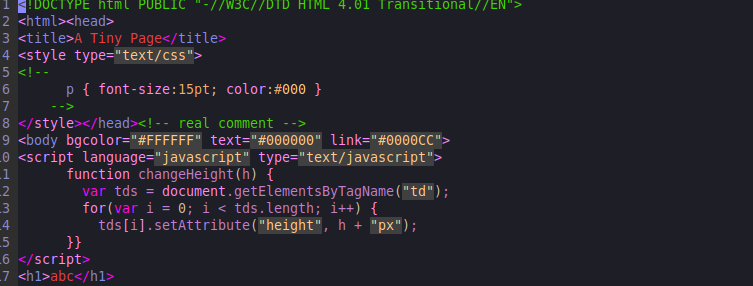 1 <!DOCTYPE html PUBLIC "-//W3C//DTD HTML 4.01 Transitional//EN">
2 <html><head>
3 <title>A Tiny Page</title>
4 <style type="text/css">
5 <!--
6       p { font-size:15pt; color:#000 }
7     -->
8 </style></head><!-- real comment -->
9 <body bgcolor="#FFFFFF" text="#000000" link="#0000CC">
10 <script language="javascript" type="text/javascript">
11       function changeHeight(h) {
12         var tds = document.getElementsByTagName("td");
13         for(var i = 0; i < tds.length; i++) {
14           tds[i].setAttribute("height", h + "px");
15       }}
16 </script>
17 <h1>abc</h1>